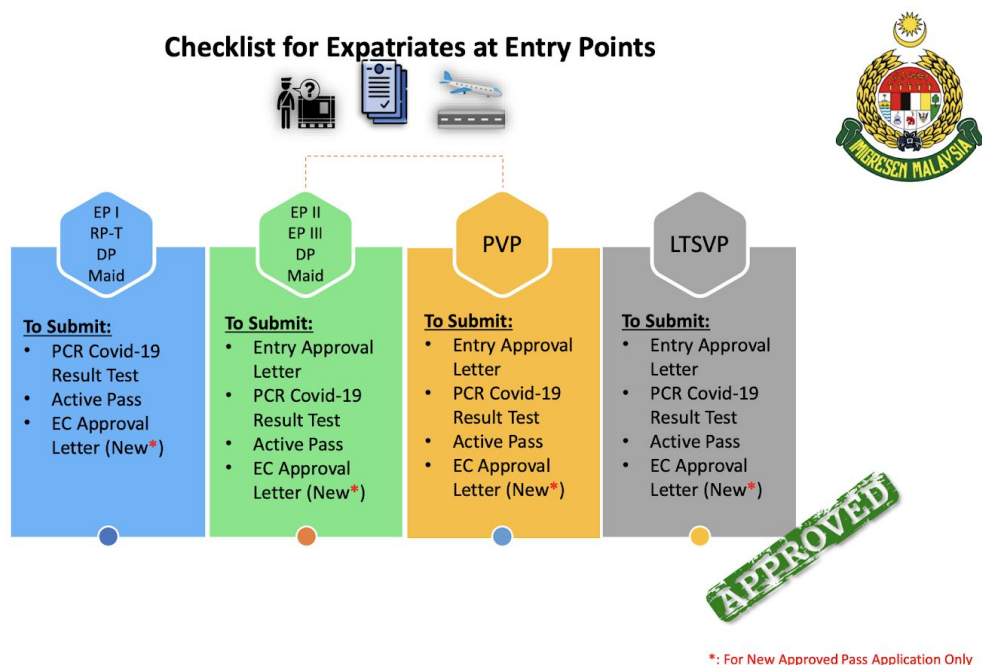 Checklist for Expatriates at Entry Points
?
IMIGRESEN MALAYSIA
EP I
RP-T
DP
Maid
To Submit:
• PCR Covid-19
Result Test
• Active Pass
• EC Approval
Letter (New*)
EP II
EP III
DP
Maid
To Submit:
• Entry Approval
Letter
• PCR Covid-19
Result Test
• Active Pass
• EC Approval
Letter (New*)
PVP
To Submit:
• Entry Approval
Letter
• PCR Covid-19
Result Test
• Active Pass
• EC Approval
Letter (New*)
LTSVP
To Submit:
• Entry Approval
Letter
• PCR Covid-19
Result Test
• Active Pass
• EC Approval
Letter (New*)
APPROVED
*: For New Approved Pass Application Only